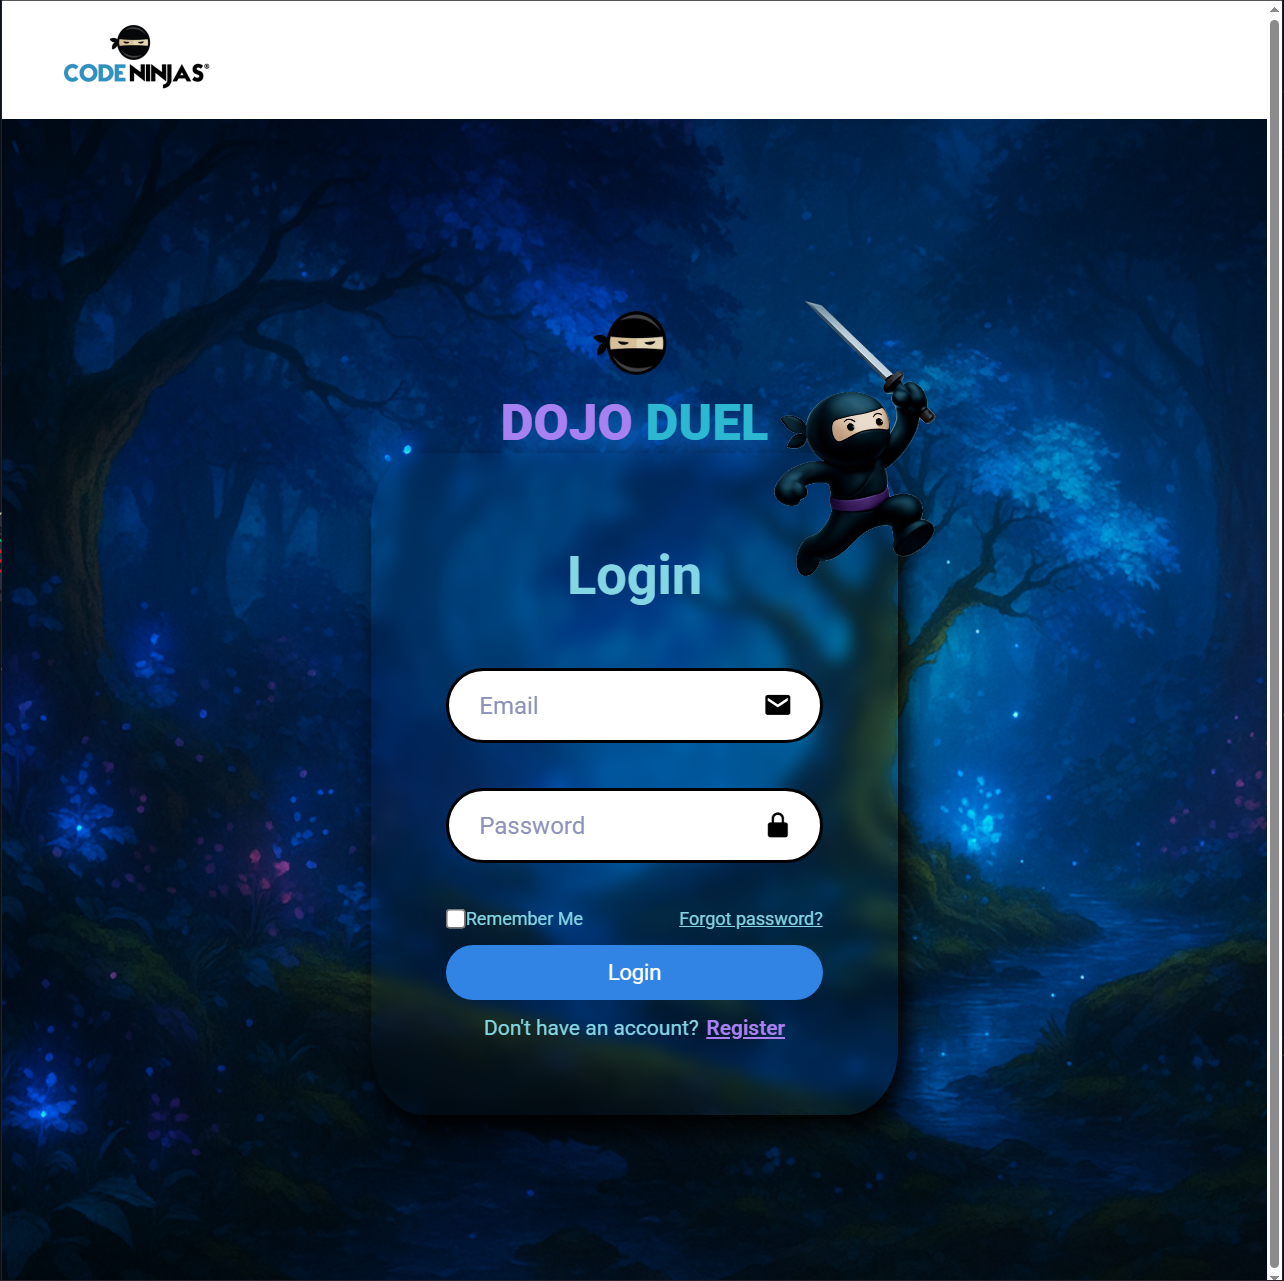 CODE NINJAS®
DOJO DUEL
Login
Email
Password
Remember Me Forgot password?
Login
Don't have an account? Register